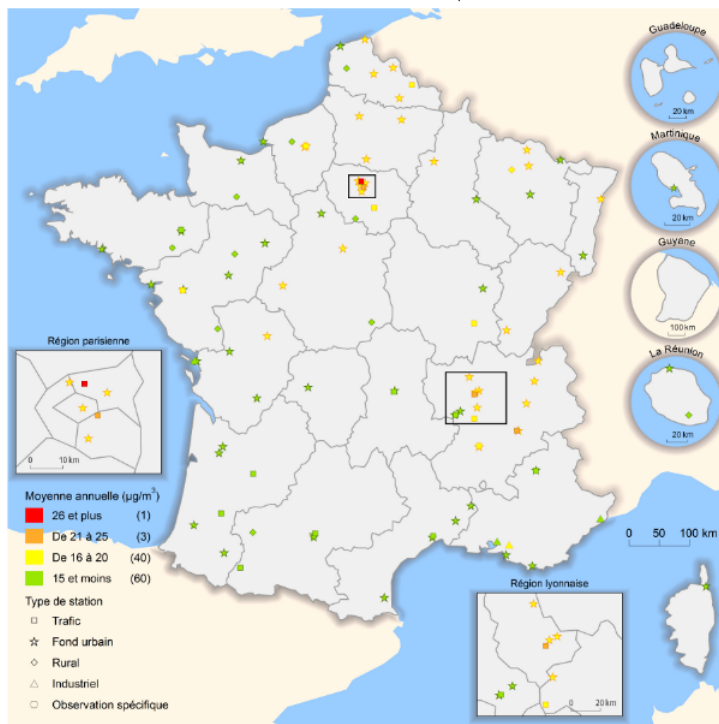 Guadeloupe
20 km
Martinique
20 km
Guyane
100 km
La Réunion
20 km
Région parisienne
0 10 km
Moyenne annuelle (µg/m³)
26 et plus (1)
De 21 à 25 (3)
De 16 à 20 (40)
15 et moins (60)
Type de station
Trafic
Fond urbain
Rural
Industriel
Observation spécifique
0 50 100 km
Région lyonnaise
0 20 km